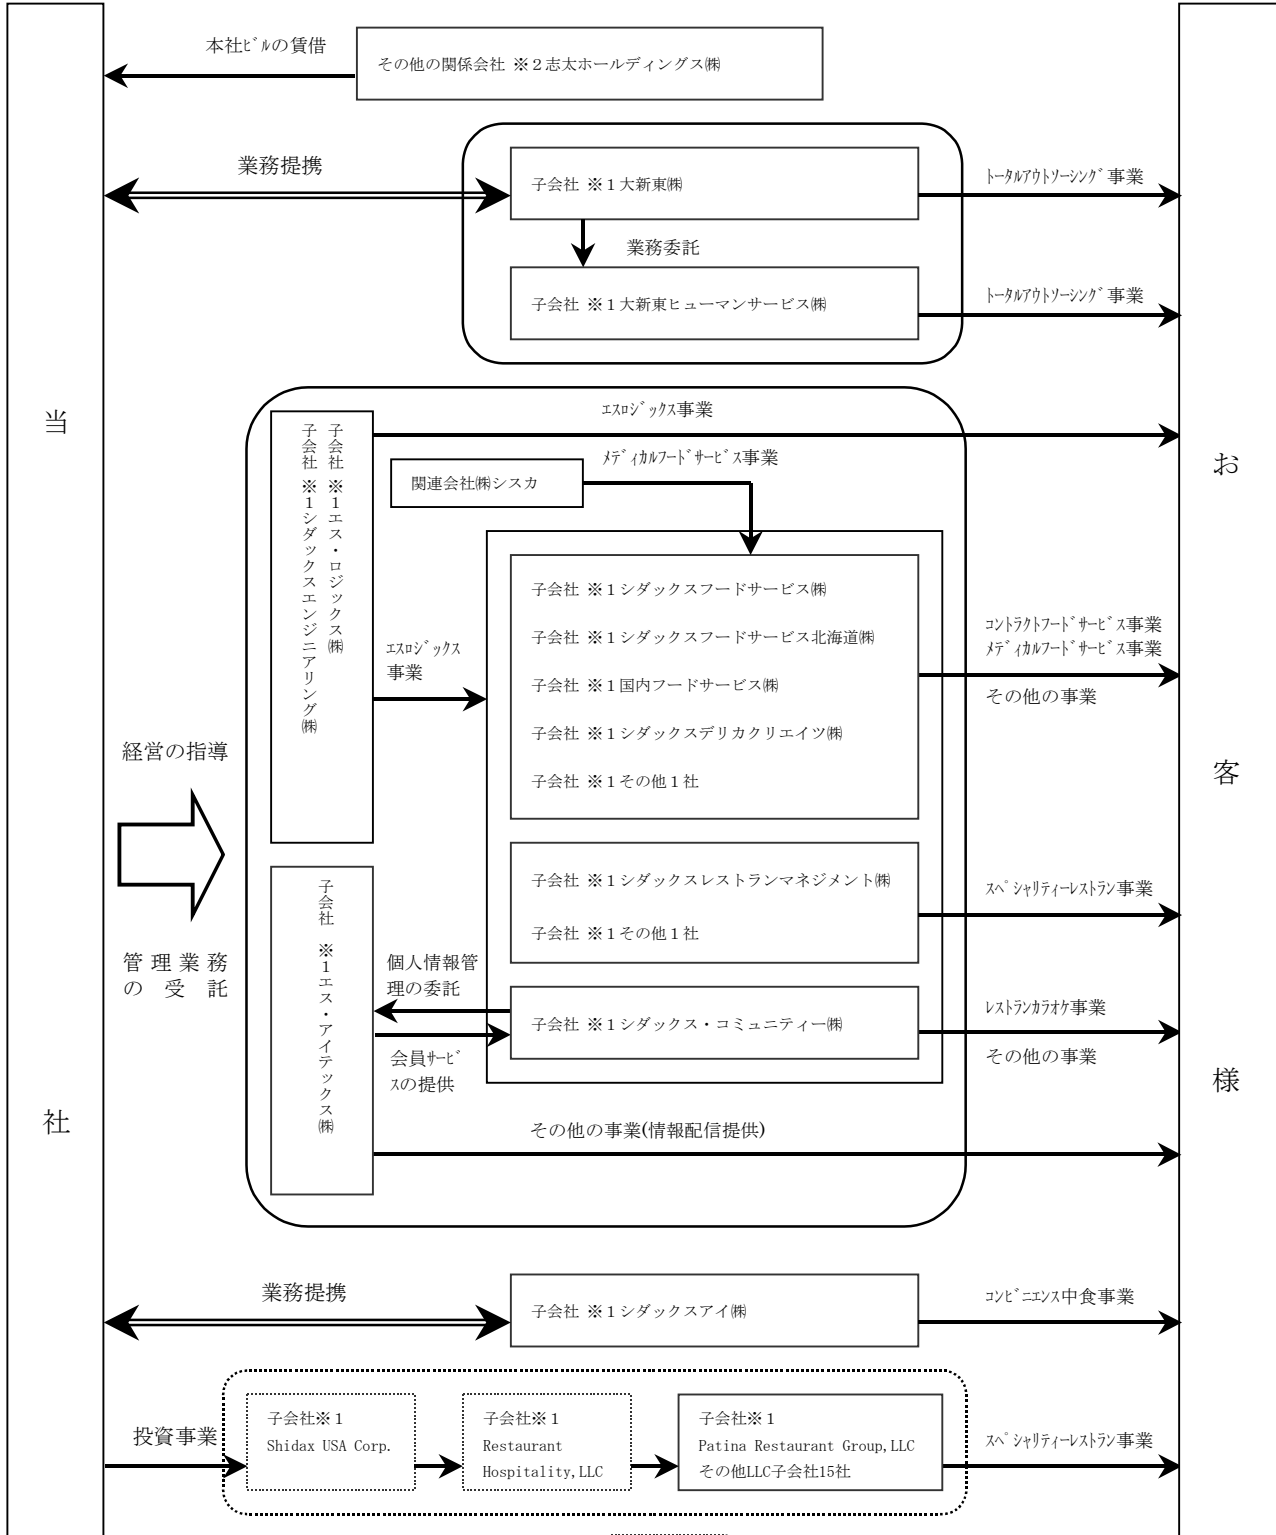 本社ﾋﾞﾙの賃借
その他の関係会社 ※２志太ホールディングス㈱
業務提携
子会社 ※１大新東㈱
ﾄｰﾀﾙｱｳﾄｿｰｼﾝｸﾞ事業
業務委託
子会社 ※１大新東ヒューマンサービス㈱
ﾄｰﾀﾙｱｳﾄｿｰｼﾝｸﾞ事業
当
社
お
客
様
ｴｽﾛｼﾞｯｸｽ事業
子会社 ※１エス・ロジックス㈱
子会社 ※１シダックスエンジニアリング㈱
ﾒﾃﾞｨｶﾙﾌｰﾄﾞｻｰﾋﾞｽ事業
関連会社㈱シスカ
子会社 ※１シダックスフードサービス㈱
子会社 ※１シダックスフードサービス北海道㈱
子会社 ※１国内フードサービス㈱
子会社 ※１シダックスデリカクリエイツ㈱
子会社 ※１その他１社
ｴｽﾛｼﾞｯｸｽ
事業
ｺﾝﾄﾗｸﾄﾌｰﾄﾞｻｰﾋﾞｽ事業
ﾒﾃﾞｨｶﾙﾌｰﾄﾞｻｰﾋﾞｽ事業
その他の事業
経営の指導
管理業務
の受託
子会社 ※１シダックスレストランマネジメント㈱
子会社 ※１その他１社
ｽﾍﾟｼｬﾘﾃｨｰﾚｽﾄﾗﾝ事業
子会社 ※１エス・アイテックス㈱
個人情報管
理の委託
会員ｻｰﾋﾞ
ｽの提供
子会社 ※１シダックス・コミュニティー㈱
ﾚｽﾄﾗﾝｶﾗｵｹ事業
その他の事業
その他の事業(情報配信提供)
業務提携
子会社 ※１シダックスアイ㈱
ｺﾝﾋﾞﾆｴﾝｽ中食事業
投資事業
子会社※１
Shidax USA Corp.
子会社※１
Restaurant
Hospitality,LLC
子会社※１
Patina Restaurant Group,LLC
その他LLC子会社15社
ｽﾍﾟｼｬﾘﾃｨｰﾚｽﾄﾗﾝ事業